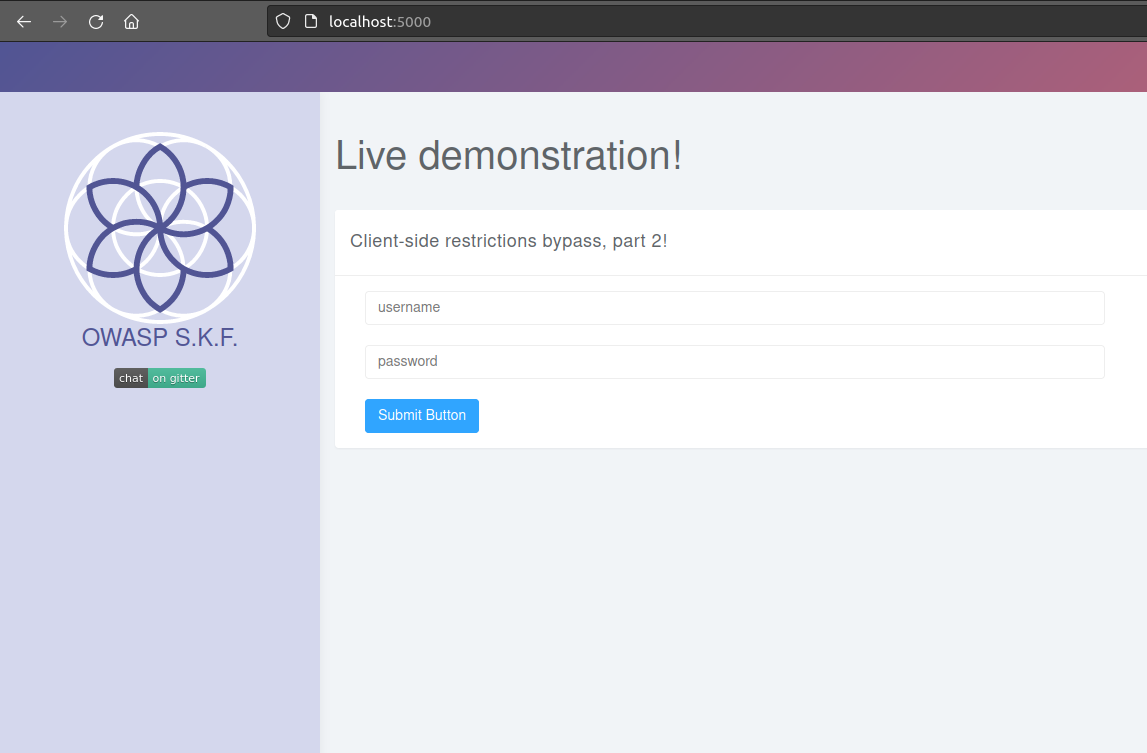 localhost:5000
Live demonstration!
Client-side restrictions bypass, part 2!
username
password
Submit Button
OWASP S.K.F.
chat on gitter